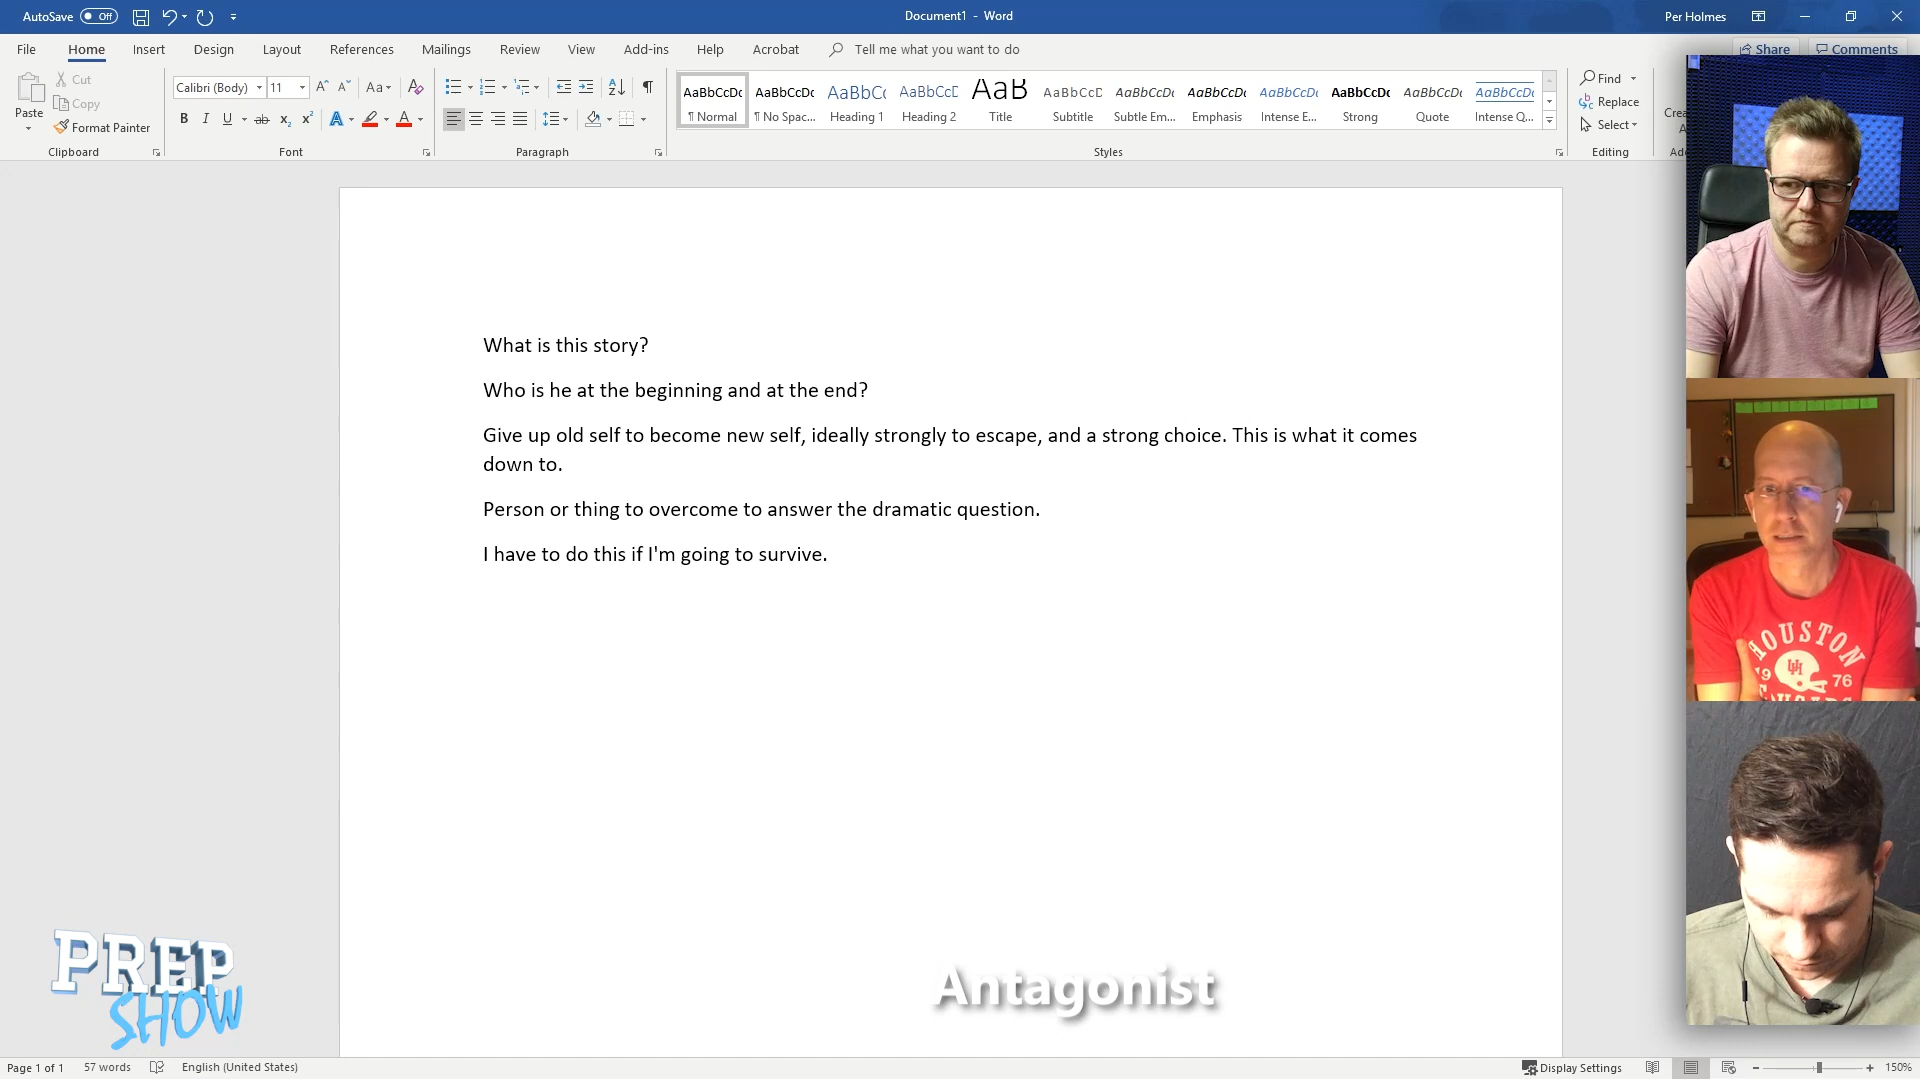 AutoSave Off
Document1 - Word
Per Holmes
File Home Insert Design Layout References Mailings Review View Add-ins Help Acrobat Tell me what you want to do
Share Comments
Paste
Cut
Copy
Format Painter
Clipboard
Calibri (Body) 11
Font
Paragraph
AaBbCcDc AaBbCcDc AaBbCc AaBbCcD AaB AaBbCcD AaBbCcDc AaBbCcDc AaBbCcDc AaBbCcDc AaBbCcDc AaBbCcDc
¶ Normal ¶ No Spac... Heading 1 Heading 2 Title Subtitle Subtle Em... Emphasis Intense E... Strong Quote Intense Q...
Styles
Find
Replace
Select
Editing
What is this story?
Who is he at the beginning and at the end?
Give up old self to become new self, ideally strongly to escape, and a strong choice. This is what it comes
down to.
Person or thing to overcome to answer the dramatic question.
I have to do this if I'm going to survive.
HOUSTON
19 76
PREP
SHOW
Antagonist
Page 1 of 1 57 words English (United States)
Display Settings 150%